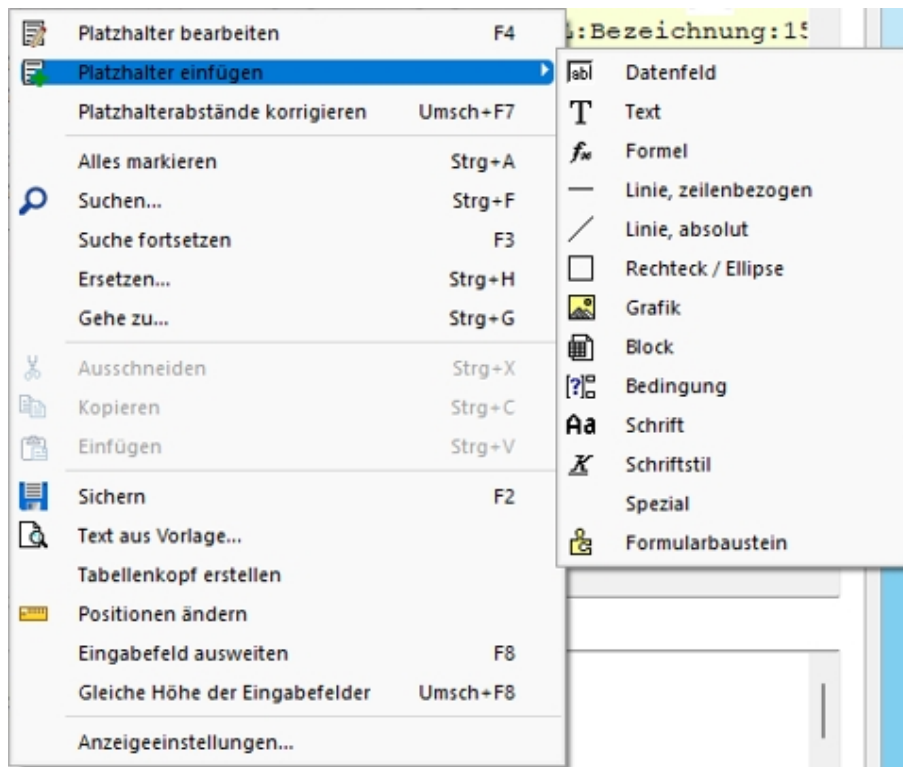 Platzhalter bearbeiten F4
Platzhalter einfügen
Platzhalterabstände korrigieren Umsch+F7
Alles markieren Strg+A
Suchen... Strg+F
Suche fortsetzen F3
Ersetzen... Strg+H
Gehe zu... Strg+G
Ausschneiden Strg+X
Kopieren Strg+C
Einfügen Strg+V
Sichern F2
Text aus Vorlage...
Tabellenkopf erstellen
Positionen ändern
Eingabefeld ausweiten F8
Gleiche Höhe der Eingabefelder Umsch+F8
Anzeigeeinstellungen...
:Bezeichnung:15
Datenfeld
Text
Formel
Linie, zeilenbezogen
Linie, absolut
Rechteck / Ellipse
Grafik
Block
Bedingung
Schrift
Schriftstil
Spezial
Formularbaustein